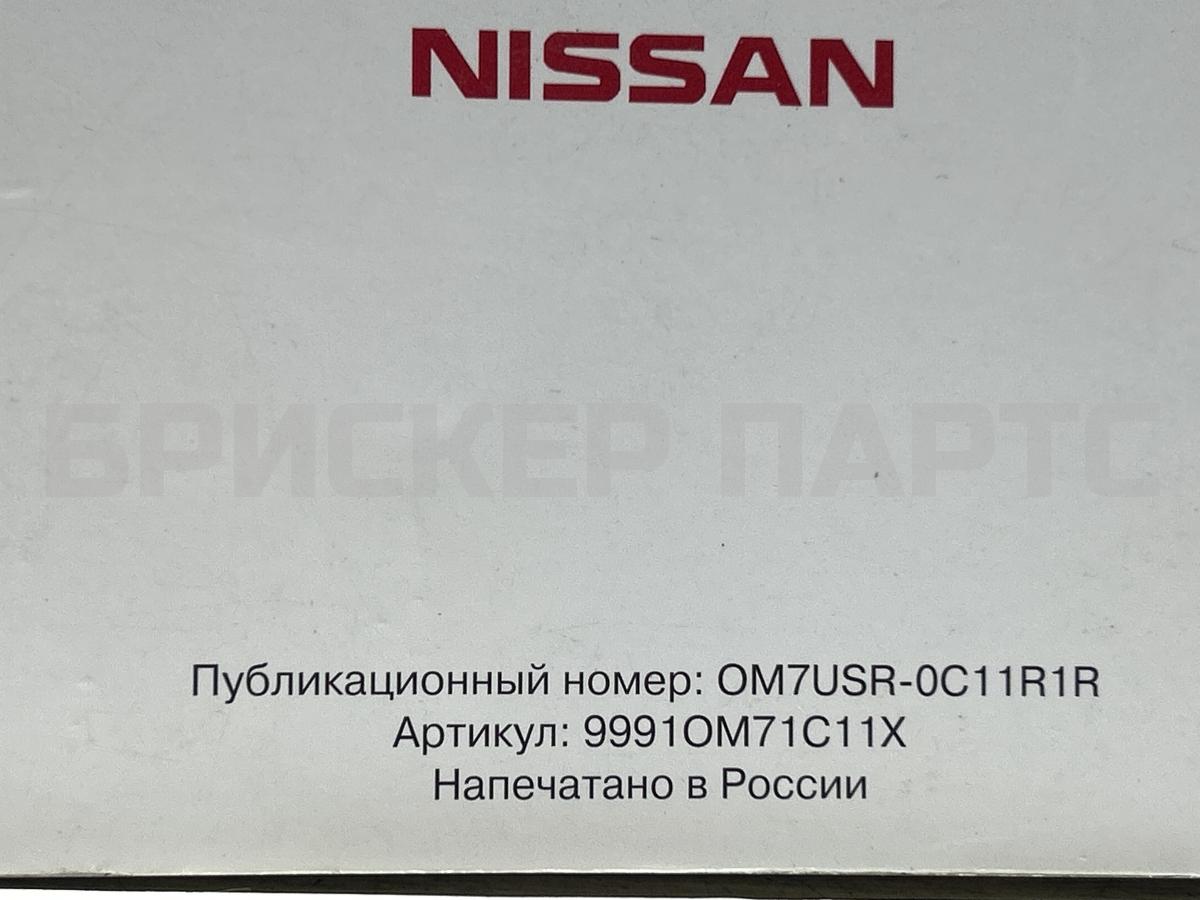 NISSAN
БРИСКЕР ПАРТС
Публикационный номер: OM7USR-0C11R1R
Артикул: 9991OM71C11X
Напечатано в России